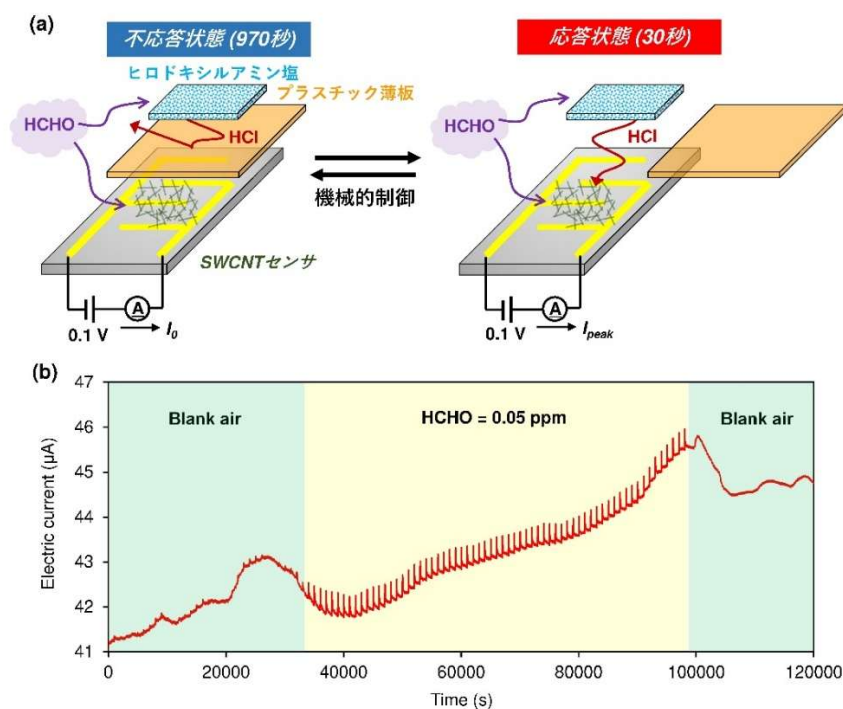 (a)
不応答状態 (970秒)
応答状態 (30秒)
ヒロドキシルアミン塩
プラスチック薄板
HCHO
HCl
HCHO
HCl
機械的制御
SWCNTセンサ
A
0.1 V
I0
A
0.1 V
Ipeak
(b)
47
46
45
44
43
42
41
Electric current (µA)
Blank air
HCHO = 0.05 ppm
Blank air
0
20000
40000
60000
80000
100000
120000
Time (s)